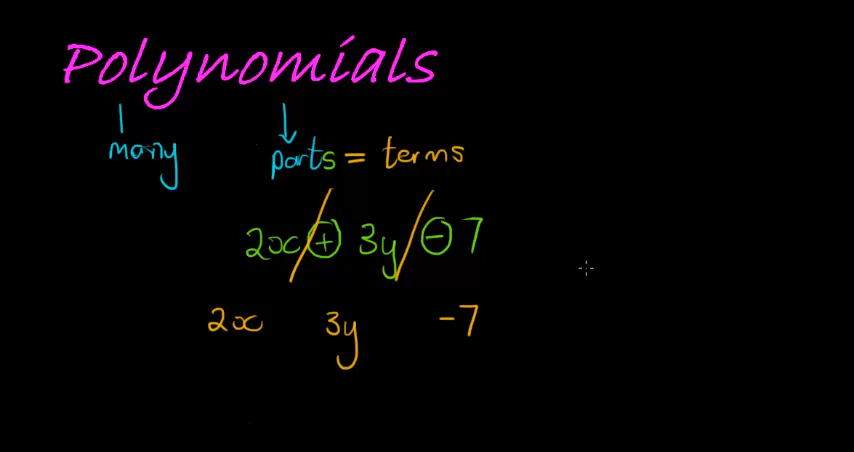 Polynomials
many parts = terms
2x + 3y - 7
2x 3y -7